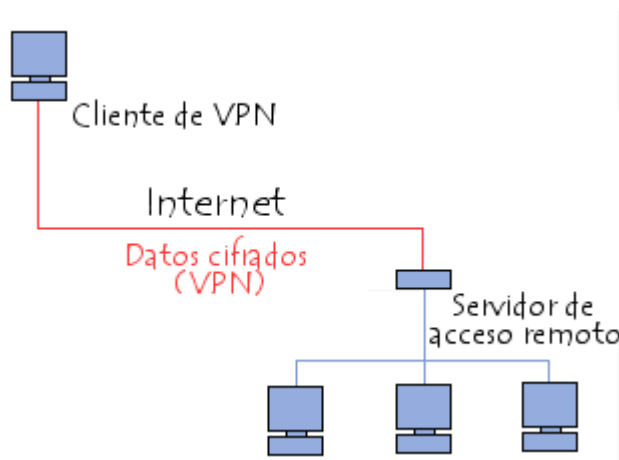 Cliente de VPN
Internet
Datos cifrados
(VPN)
Servidor de
acceso remoto